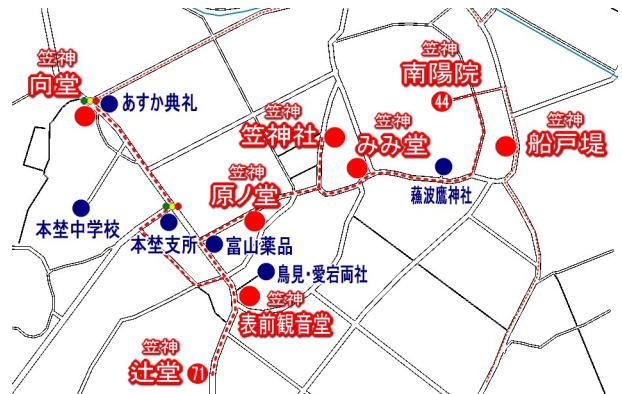 笠神
向堂
あすか典礼
笠神
南陽院
44
笠神
笠神社
笠神
みみ堂
笠神
船戸堤
蘓波鷹神社
笠神
原ノ堂
本埜中学校
本埜支所
富山薬品
鳥見・愛宕両社
笠神
表前観音堂
笠神
辻堂
71